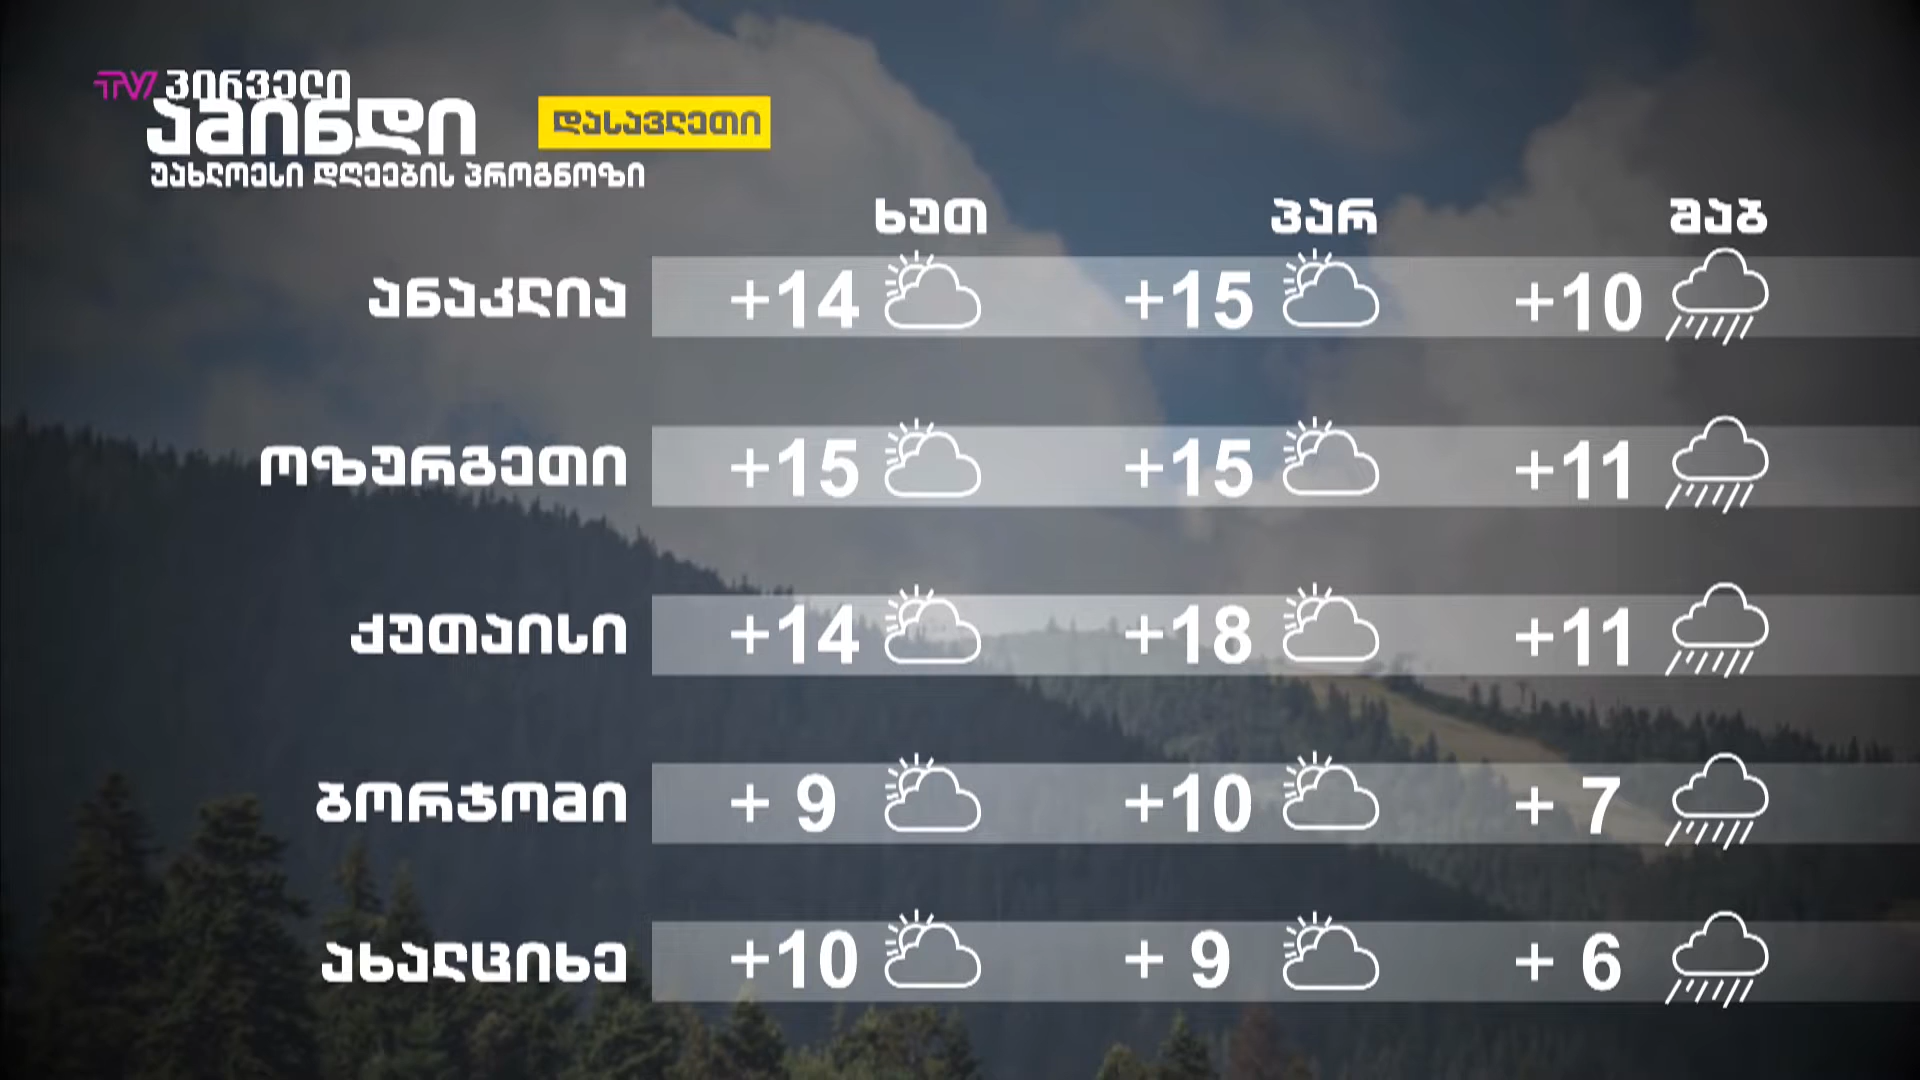 TV პირველი
ამინდი
დასავლეთი
უახლოესი დღეების პროგნოზი
ხუთ პარ შაბ
ანაკლია +14 +15 +10
ოზურგეთი +15 +15 +11
ქუთაისი +14 +18 +11
ბორჯომი + 9 +10 + 7
ახალციხე +10 + 9 + 6